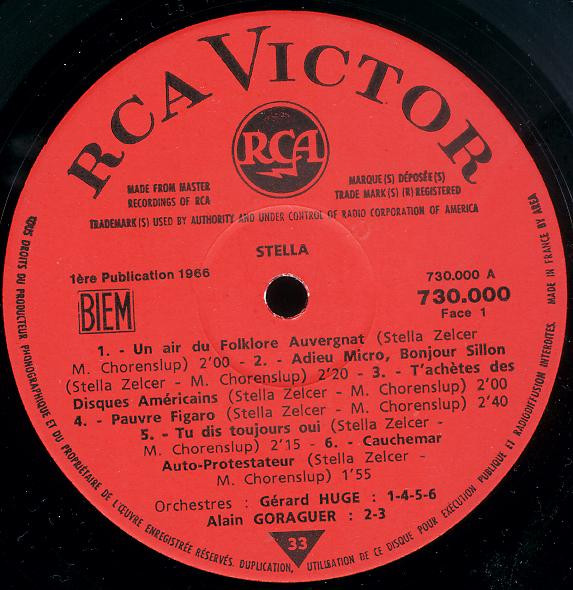 RCA VICTOR
RCA
MADE FROM MASTER
RECORDINGS OF RCA
MARQUE(S) DÉPOSÉE(S)
TRADE MARK(S) (R) REGISTERED
TRADEMARK(S) USED BY AUTHORITY AND UNDER CONTROL OF RADIO CORPORATION OF AMERICA
STELLA
1ère Publication 1966
BIEM
730.000 A
730.000
Face 1
1. - Un air du Folklore Auvergnat (Stella Zelcer -
M. Chorenslup) 2'00 - 2. - Adieu Micro, Bonjour Sillon
(Stella Zelcer - M. Chorenslup) 2'20 - 3. - T'achètes des
Disques Américains (Stella Zelcer - M. Chorenslup) 2'00
4. - Pauvre Figaro (Stella Zelcer - M. Chorenslup) 2'40
5. - Tu dis toujours oui (Stella Zelcer -
M. Chorenslup) 2'15 - 6. - Cauchemar
Auto-Protestateur (Stella Zelcer -
M. Chorenslup) 1'55
Orchestres : Gérard HUGE : 1-4-5-6
Alain GORAGUER : 2-3
33
TOUS DROITS DU PRODUCTEUR PHONOGRAPHIQUE ET DU PROPRIÉTAIRE DE L'ŒUVRE ENREGISTRÉE RÉSERVÉS. DUPLICATION, UTILISATION DE CE DISQUE POUR EXÉCUTION PUBLIQUE ET RADIODIFFUSION INTERDITES. MADE IN FRANCE BY AREA